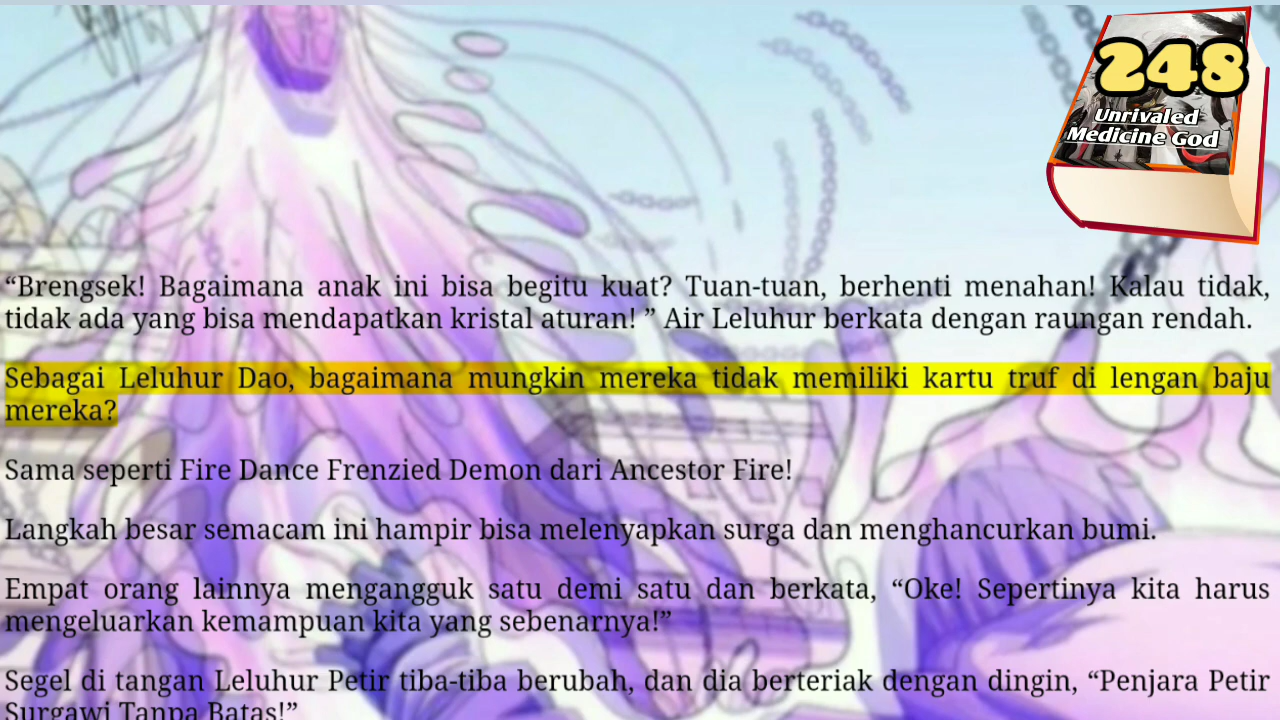 248
Unrivaled
Medicine God
“Brengsek! Bagaimana anak ini bisa begitu kuat? Tuan-tuan, berhenti menahan! Kalau tidak,
tidak ada yang bisa mendapatkan kristal aturan! ” Air Leluhur berkata dengan raungan rendah.
Sebagai Leluhur Dao, bagaimana mungkin mereka tidak memiliki kartu truf di lengan baju
mereka?
Sama seperti Fire Dance Frenzied Demon dari Ancestor Fire!
Langkah besar semacam ini hampir bisa melenyapkan surga dan menghancurkan bumi.
Empat orang lainnya mengangguk satu demi satu dan berkata, “Oke! Sepertinya kita harus
mengeluarkan kemampuan kita yang sebenarnya!”
Segel di tangan Leluhur Petir tiba-tiba berubah, dan dia berteriak dengan dingin, “Penjara Petir
Surgawi Tanpa Batas!”